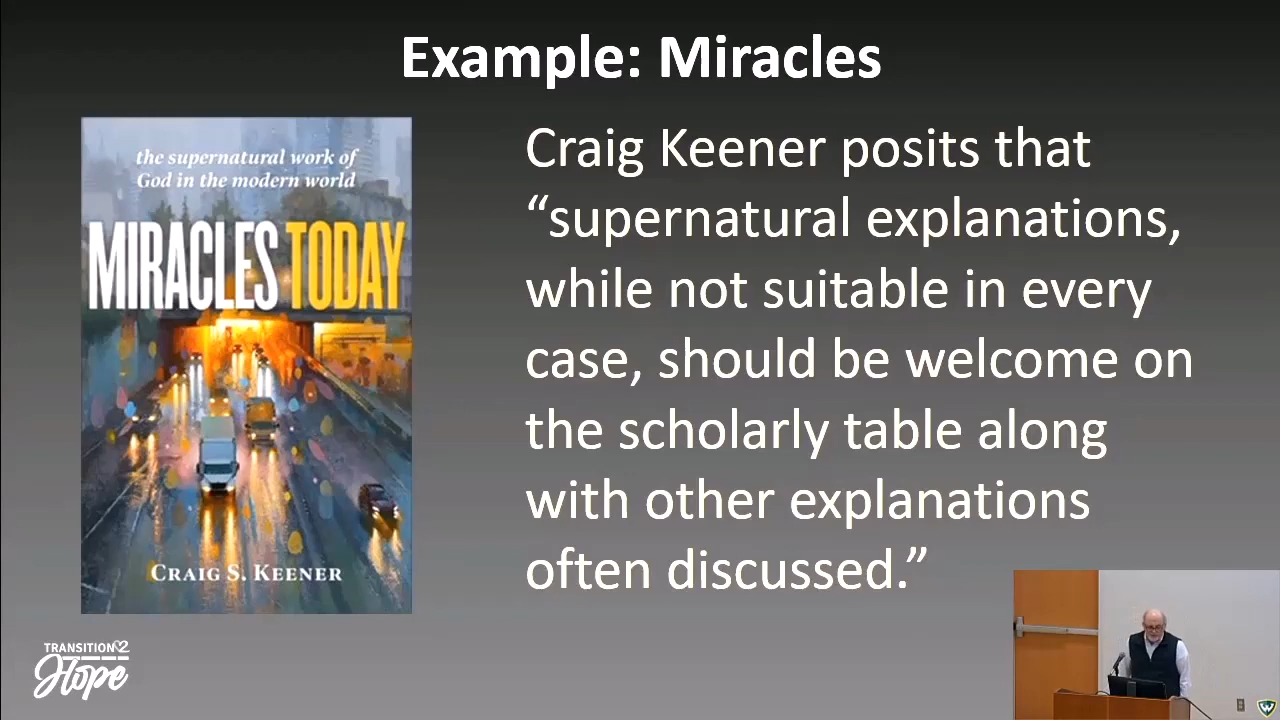 Example: Miracles
the supernatural work of
God in the modern world
MIRACLES TODAY
CRAIG S. KEENER
Craig Keener posits that
“supernatural explanations,
while not suitable in every
case, should be welcome on
the scholarly table along
with other explanations
often discussed.”
TRANSITION2
Hope
W